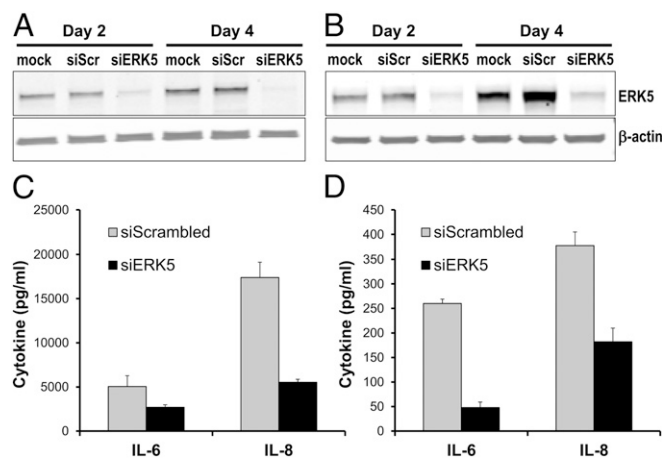 A
Day 2 Day 4
mock siScr siERK5 mock siScr siERK5
B
Day 2 Day 4
mock siScr siERK5 mock siScr siERK5
ERK5
β-actin
C
25000
20000
15000
10000
5000
0
Cytokine (pg/ml)
siScrambled
siERK5
IL-6 IL-8
D
450
400
350
300
250
200
150
100
50
0
Cytokine (pg/ml)
siScrambled
siERK5
IL-6 IL-8